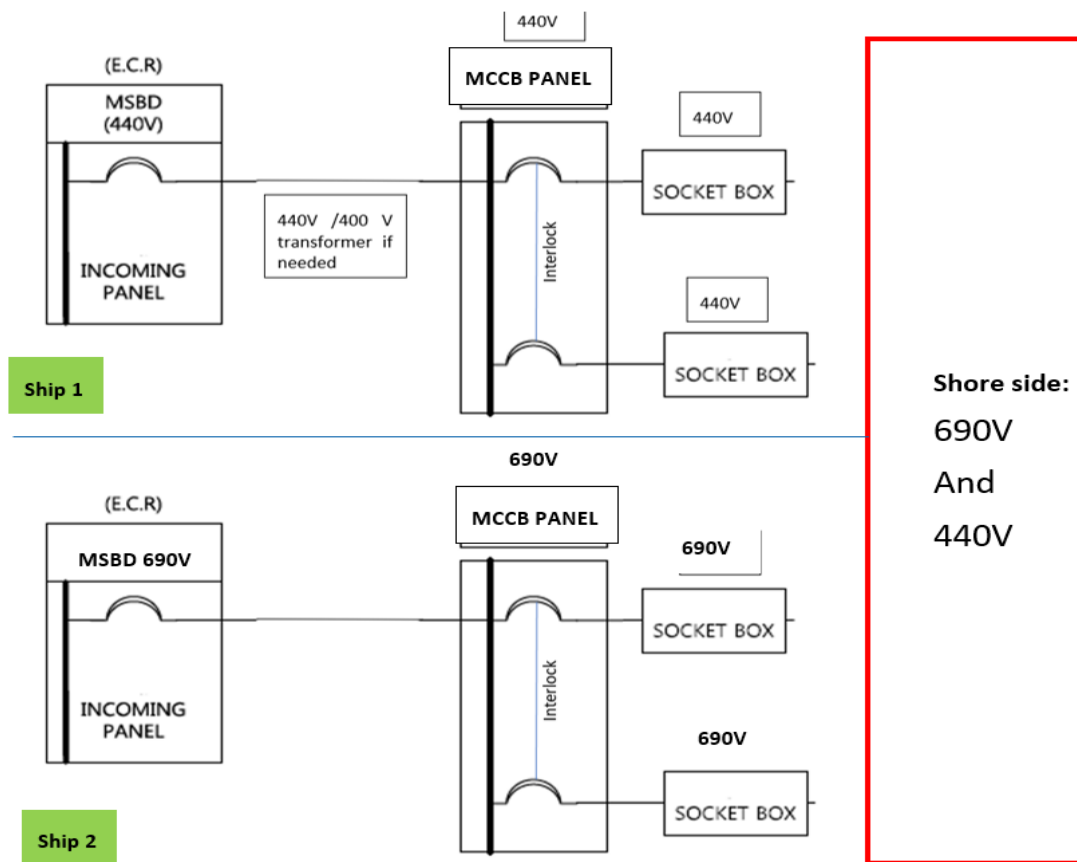 440V
(E.C.R)
MCCB PANEL
MSBD
(440V)
440V
SOCKET BOX
440V /400 V
transformer if
needed
Interlock
INCOMING
PANEL
440V
SOCKET BOX
Ship 1
Shore side:
690V
And
440V
690V
(E.C.R)
MCCB PANEL
MSBD 690V
690V
SOCKET BOX
Interlock
INCOMING
PANEL
690V
SOCKET BOX
Ship 2